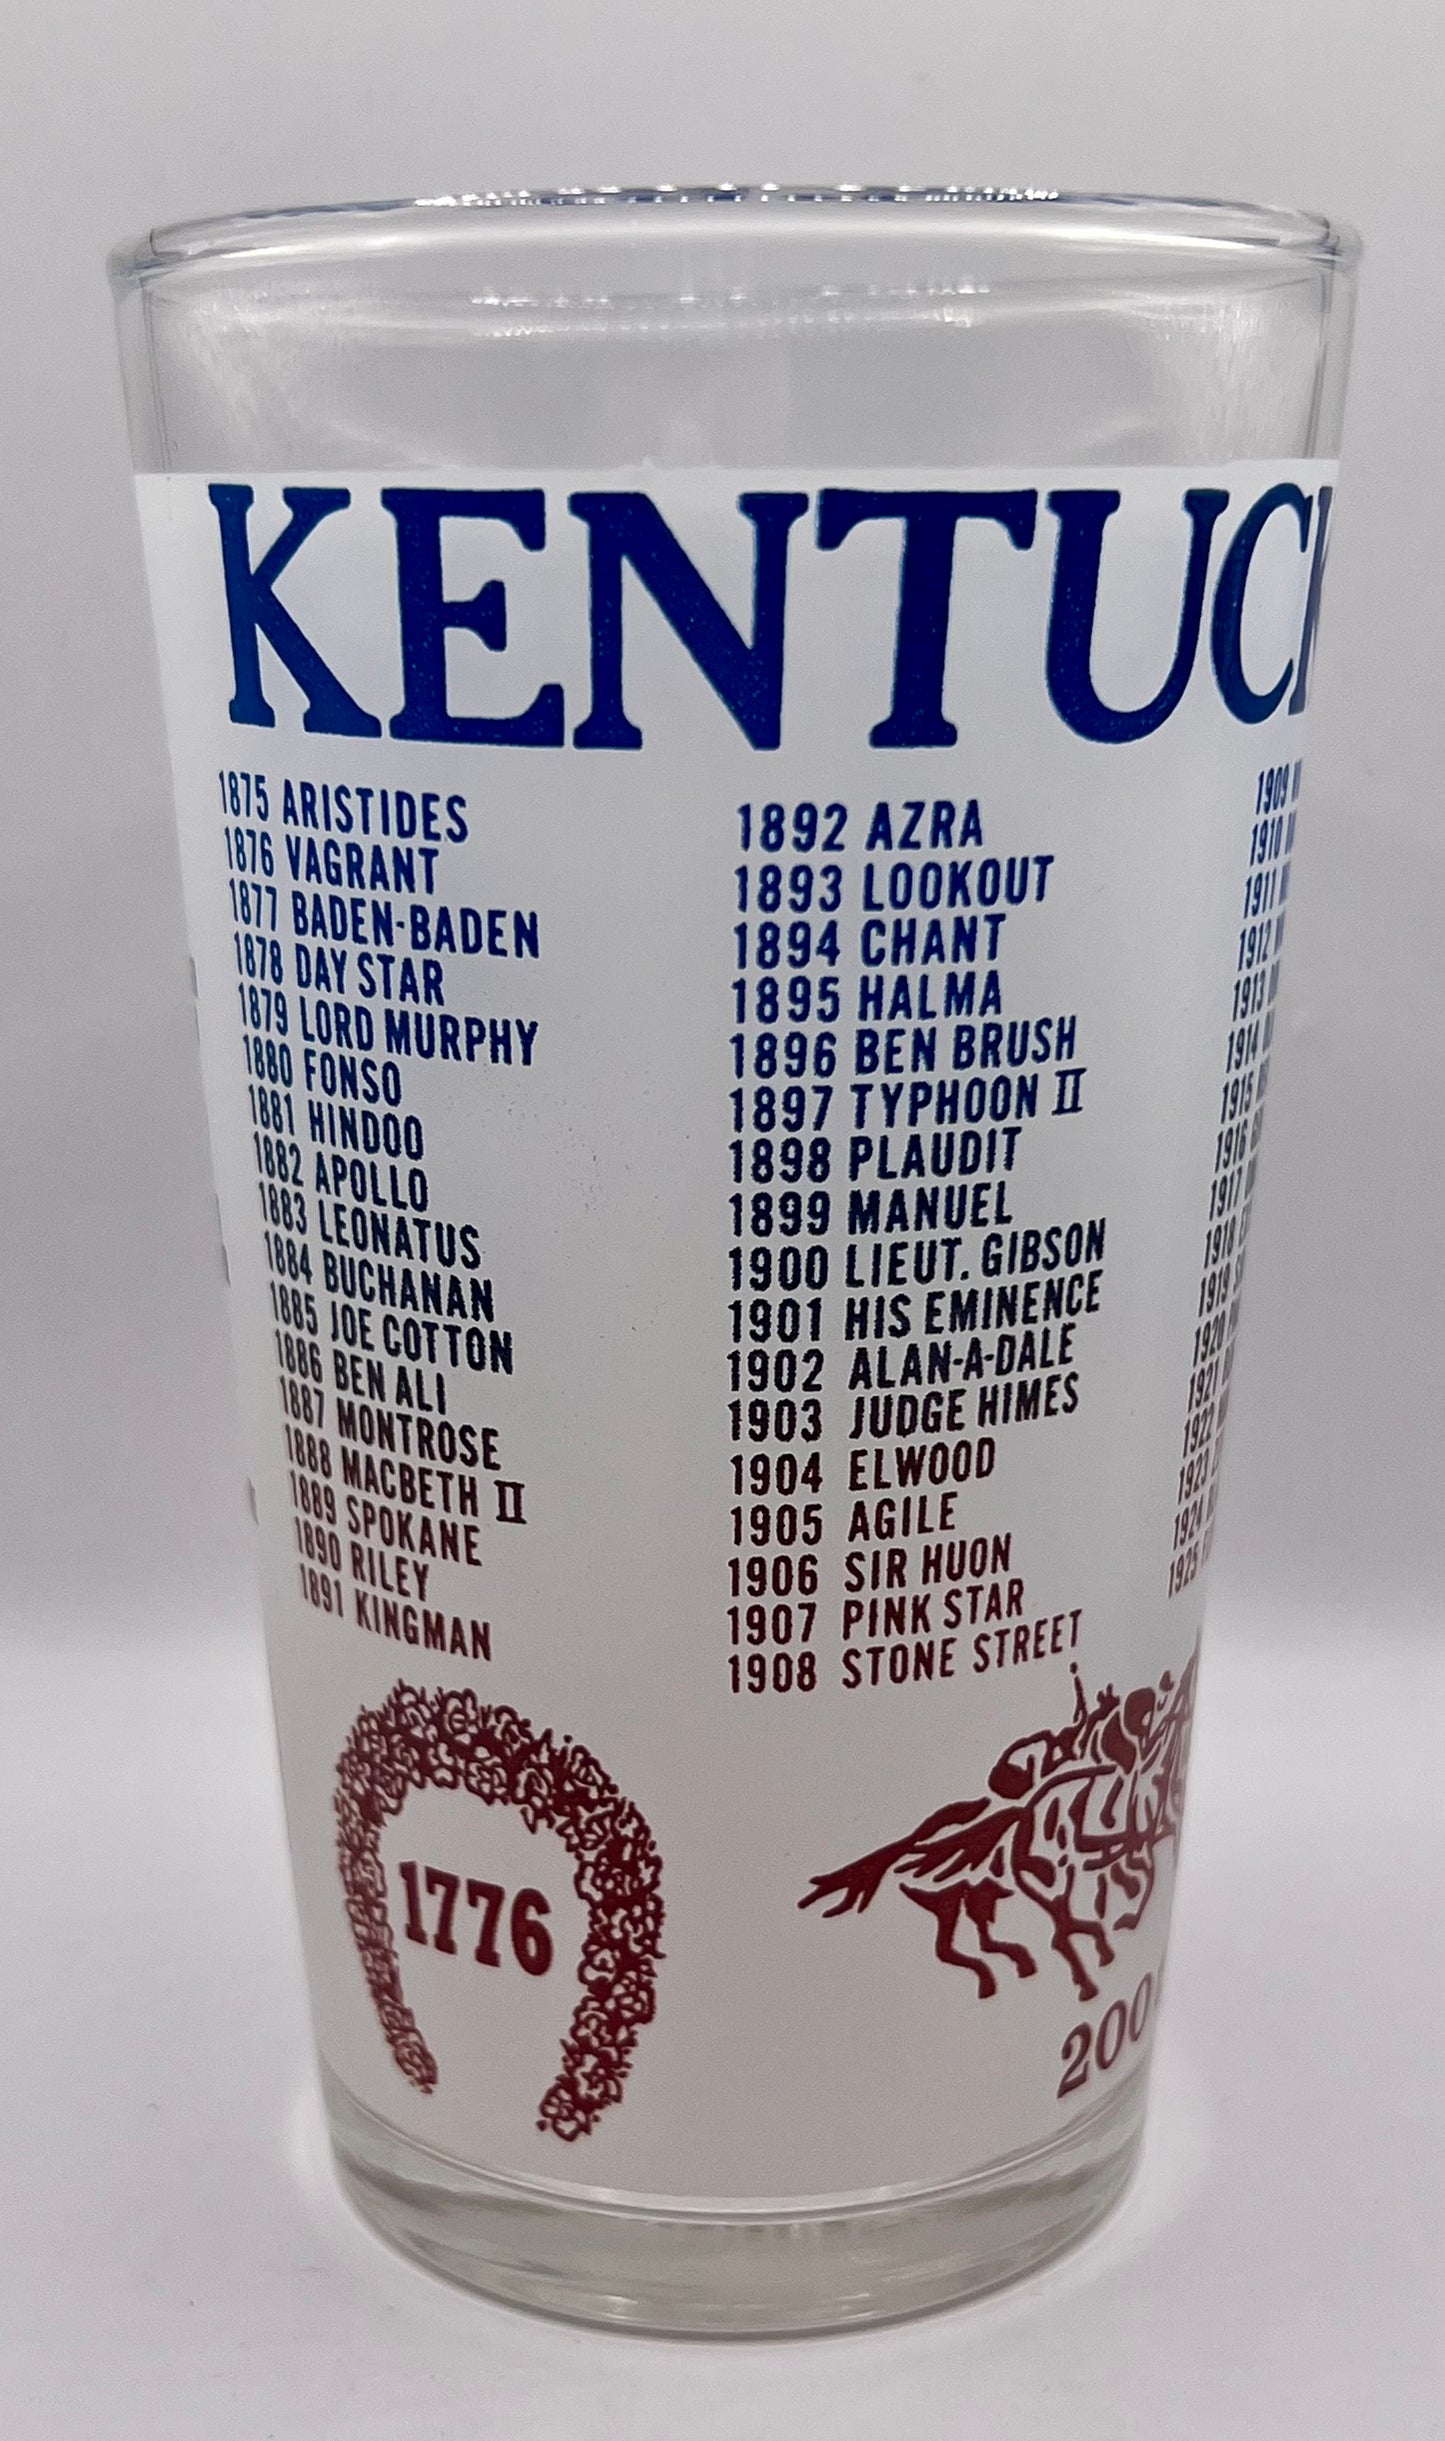 KENTUCK
1875 ARISTIDES
1876 VAGRANT
1877 BADEN-BADEN
1878 DAY STAR
1879 LORD MURPHY
1880 FONSO
1881 HINDOO
1882 APOLLO
1883 LEONATUS
1884 BUCHANAN
1885 JOE COTTON
1886 BEN ALI
1887 MONTROSE
1888 MACBETH II
1889 SPOKANE
1890 RILEY
1891 KINGMAN
1892 AZRA
1893 LOOKOUT
1894 CHANT
1895 HALMA
1896 BEN BRUSH
1897 TYPHOON II
1898 PLAUDIT
1899 MANUEL
1900 LIEUT. GIBSON
1901 HIS EMINENCE
1902 ALAN-A-DALE
1903 JUDGE HIMES
1904 ELWOOD
1905 AGILE
1906 SIR HUON
1907 PINK STAR
1908 STONE STREET
1909
1910
1911
1912
1913
1914
1915
1916
1917
1918
1919
1920
1921
1922
1923
1924
1925
1776
200